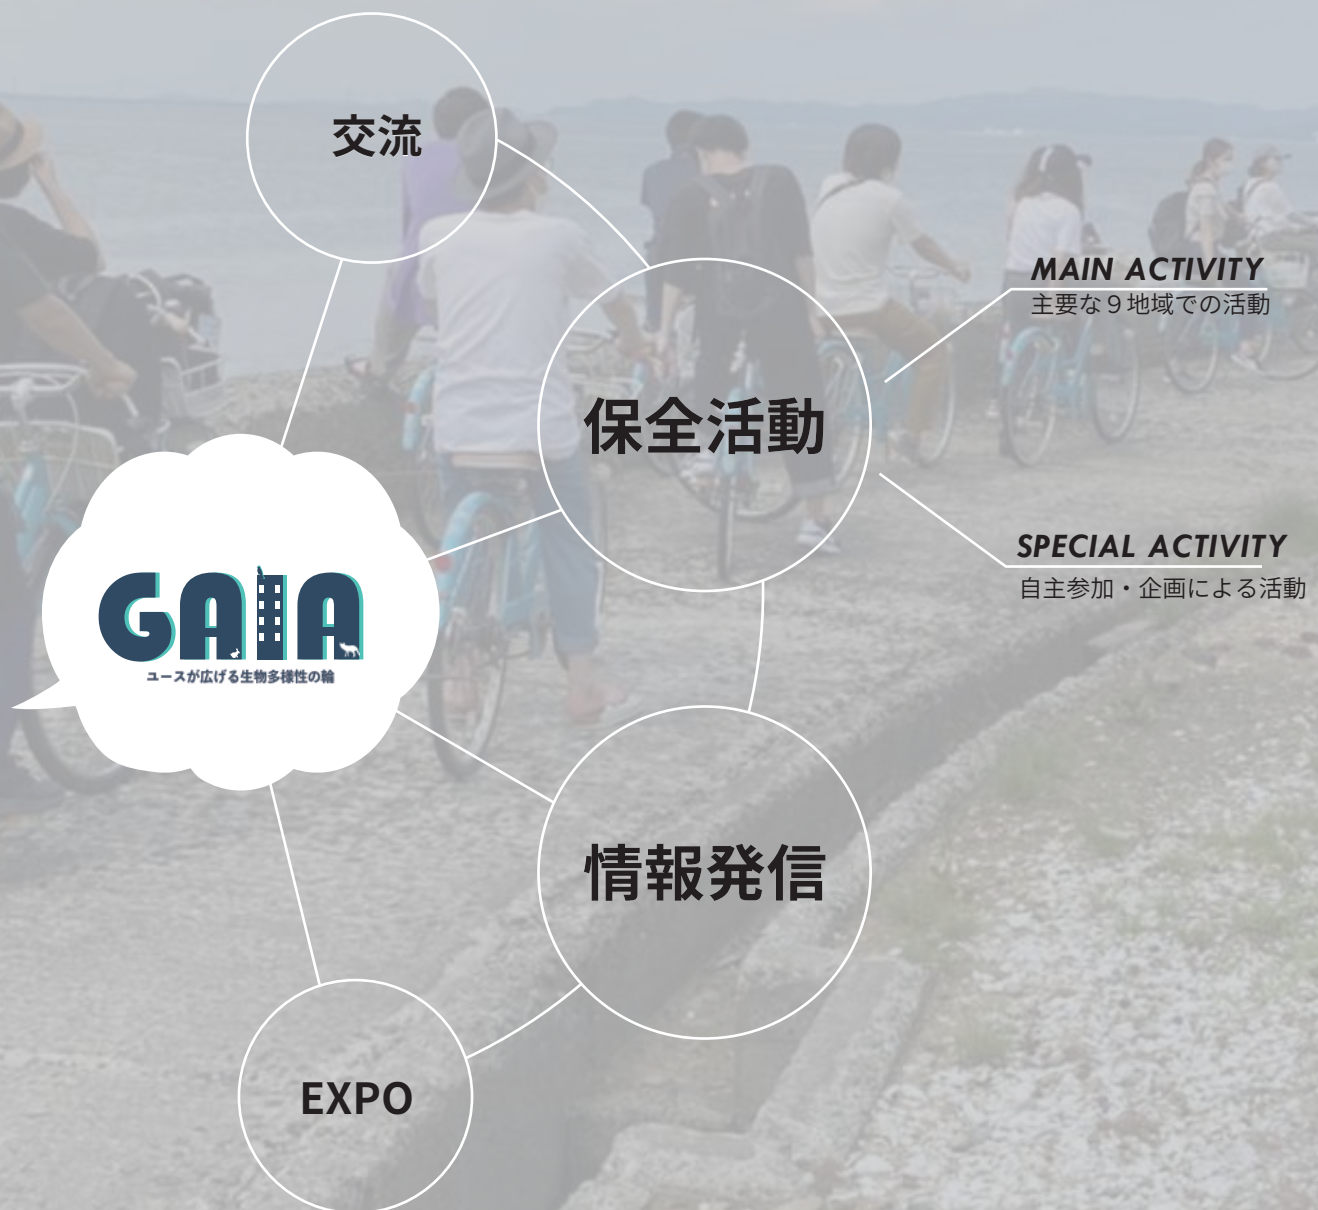 交流
MAIN ACTIVITY
主要な９地域での活動
保全活動
SPECIAL ACTIVITY
自主参加・企画による活動
GAIA
ユースが広げる生物多様性の輪
情報発信
EXPO